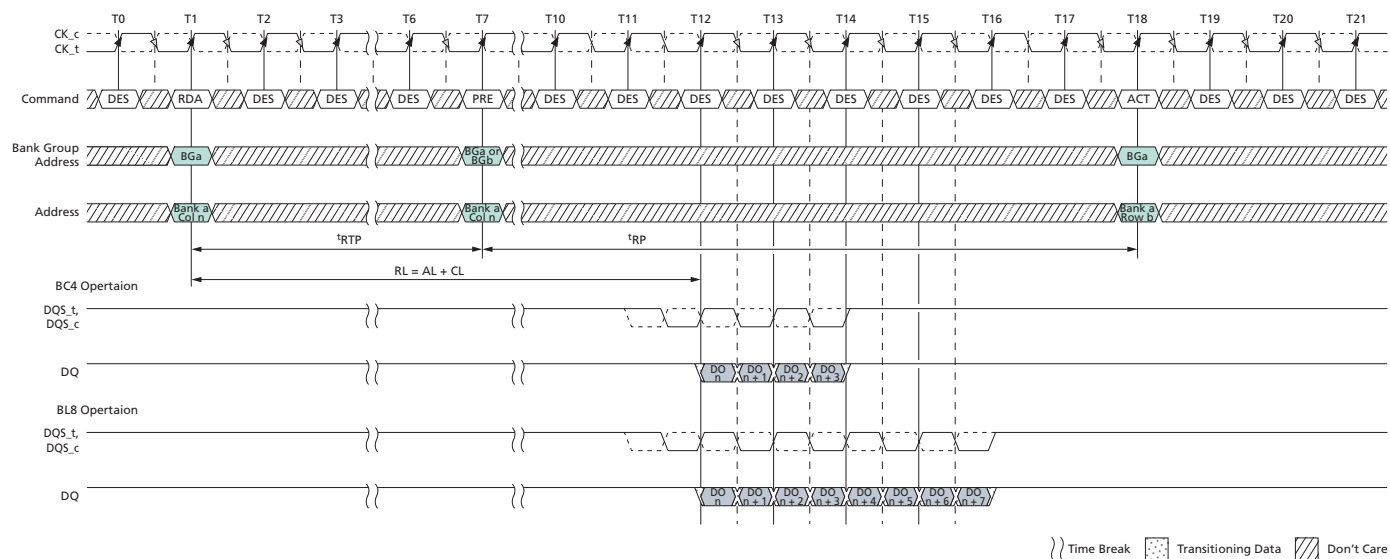 T0 T1 T2 T3 T6 T7 T10 T11 T12 T13 T14 T15 T16 T17 T18 T19 T20 T21
CK_c
CK_t
Command DES RDA DES DES DES PRE DES DES DES DES DES DES DES DES ACT DES DES DES
Bank Group
Address
BGa
BGa or
BGb
BGa
Address
Bank a
Col n
Bank a
Col n
Bank a
Row b
tRTP tRP
RL = AL + CL
BC4 Opertaion
DQS_t,
DQS_c
DQ
DO
n
DO
n + 1
DO
n + 2
DO
n + 3
BL8 Opertaion
DQS_t,
DQS_c
DQ
DO
n
DO
n + 1
DO
n + 2
DO
n + 3
DO
n + 4
DO
n + 5
DO
n + 6
DO
n + 7
Time Break Transitioning Data Don't Care